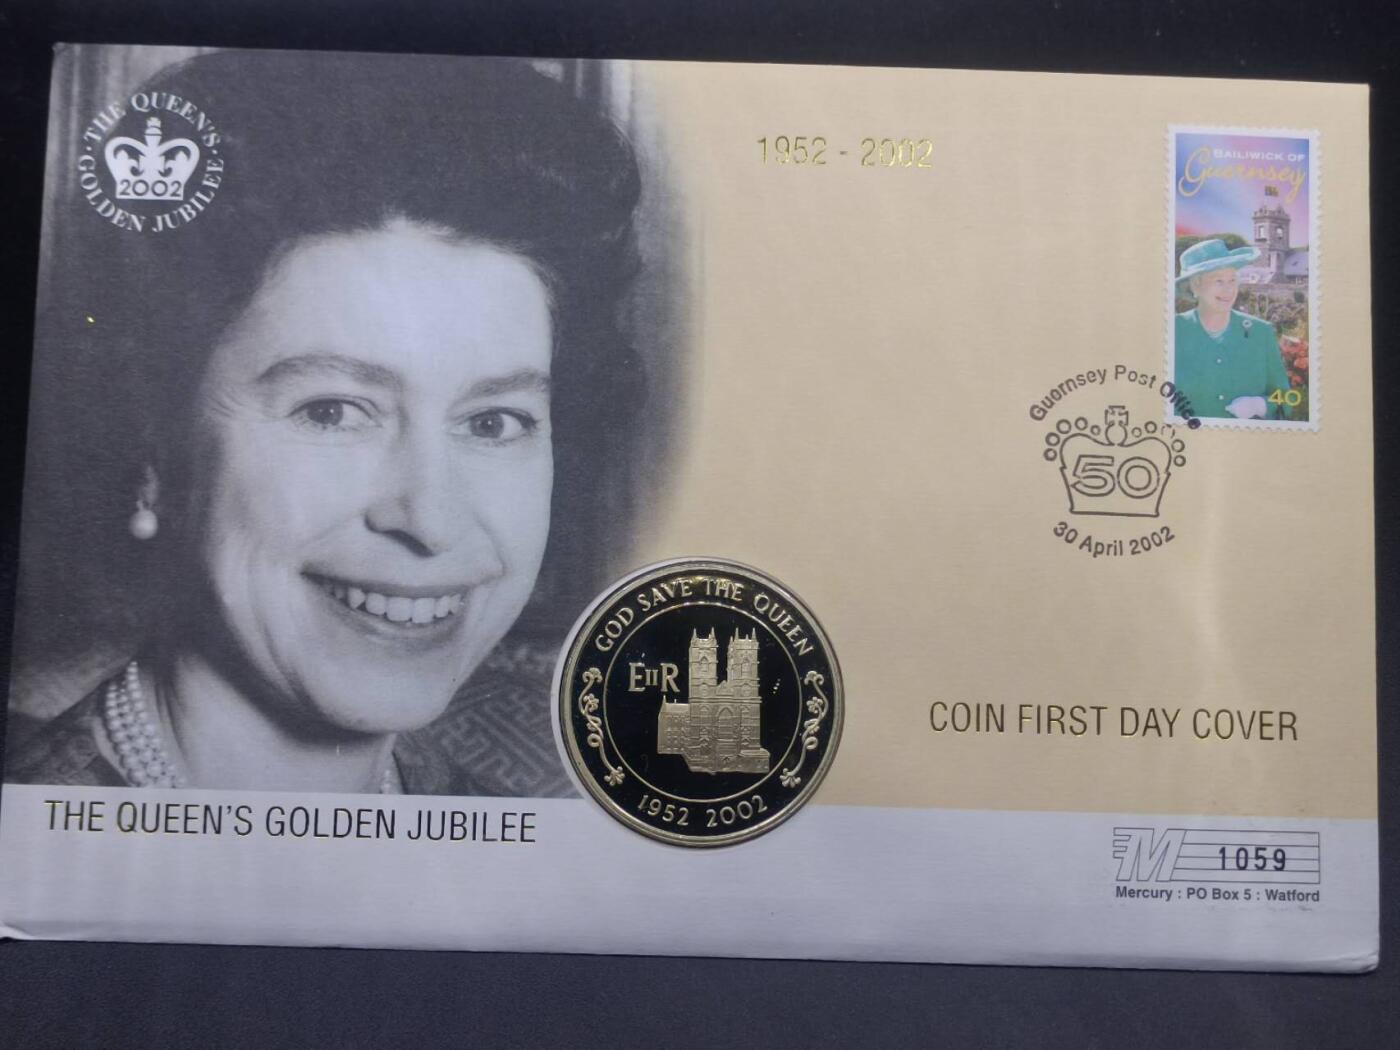 THE QUEEN'S
GOLDEN JUBILEE
2002
1952 - 2002
BAILIWICK OF
Guernsey
40
Guernsey Post Office
50
30 April 2002
GOD SAVE THE QUEEN
EIIR
1952 2002
COIN FIRST DAY COVER
THE QUEEN'S GOLDEN JUBILEE
M 1059
Mercury : PO Box 5 : Watford